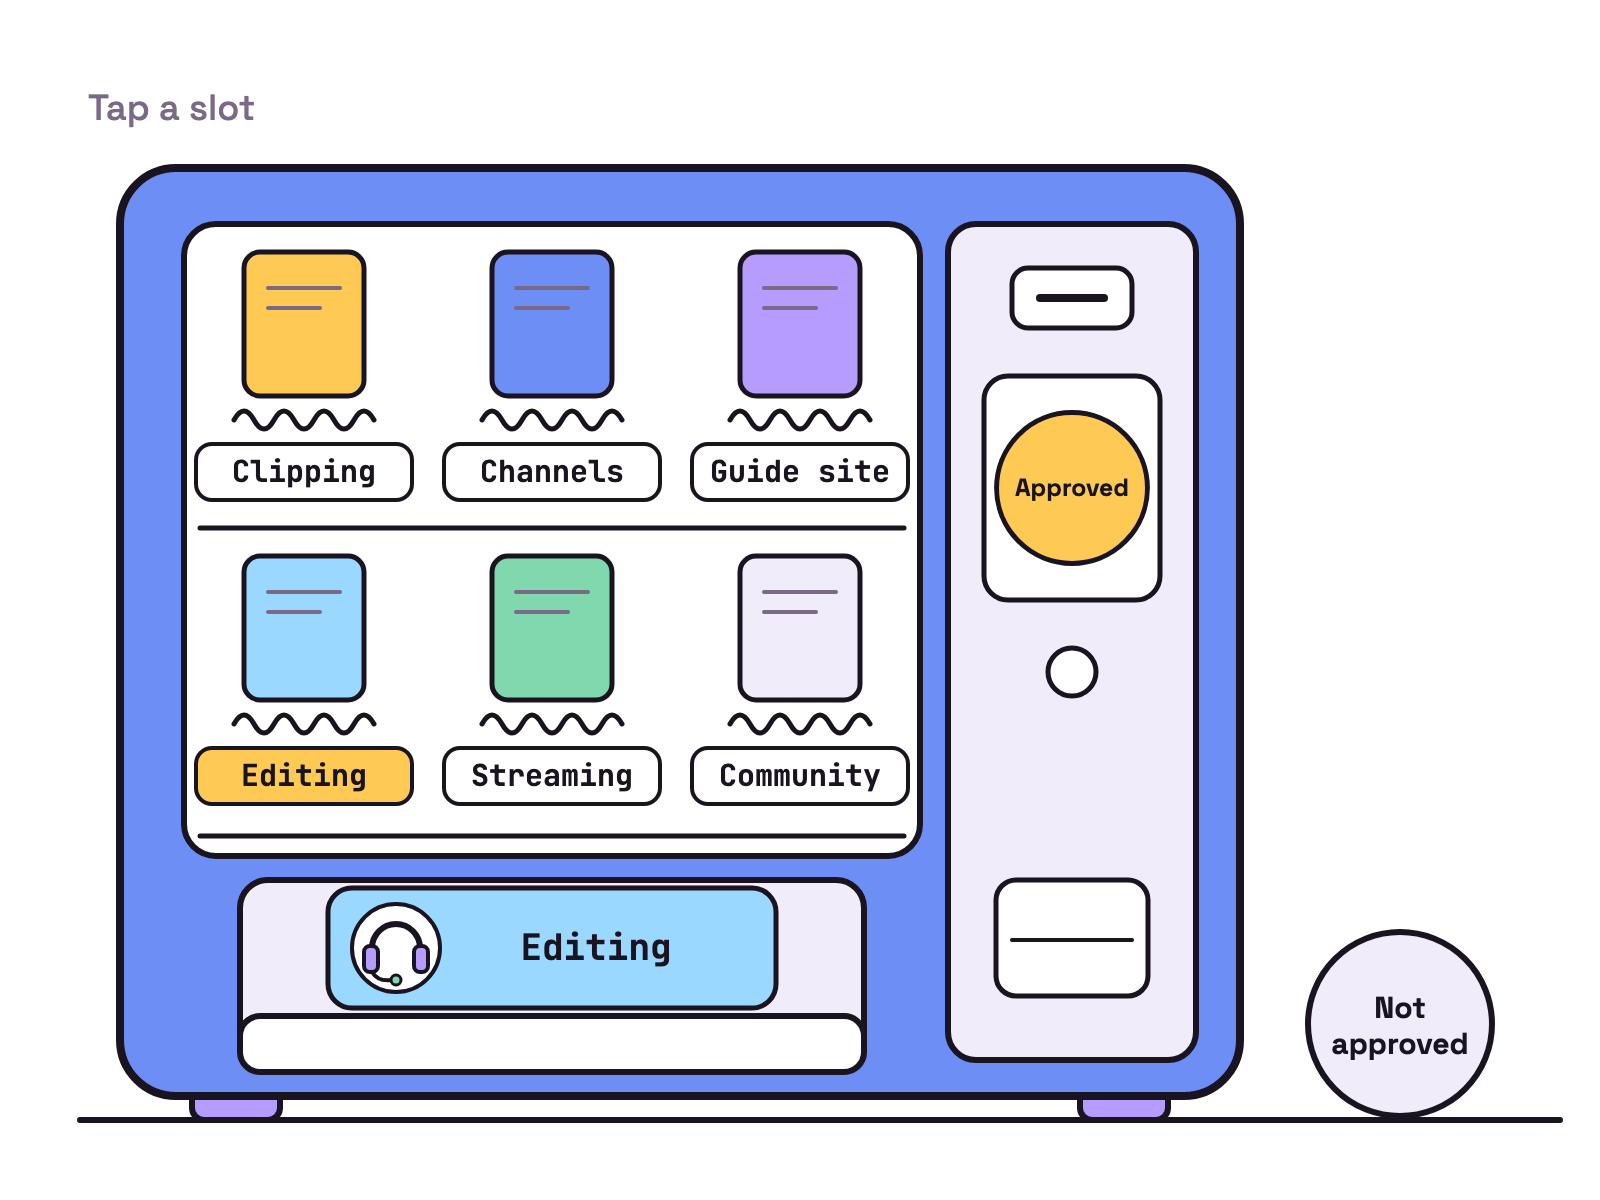 Tap a slot
Clipping
Channels
Guide site
Approved
Editing
Streaming
Community
Editing
Not
approved